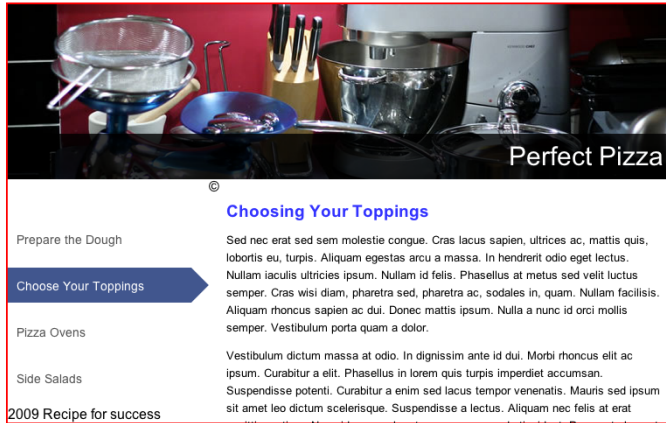 Perfect Pizza
©
Choosing Your Toppings
Prepare the Dough
Choose Your Toppings
Pizza Ovens
Side Salads
2009 Recipe for success
Sed nec erat sed sem molestie congue. Cras lacus sapien, ultrices ac, mattis quis,
lobortis eu, turpis. Aliquam egestas arcu a massa. In hendrerit odio eget lectus.
Nullam iaculis ultricies ipsum. Nullam id felis. Phasellus at metus sed velit luctus
semper. Cras wisi diam, pharetra sed, pharetra ac, sodales in, quam. Nullam facilisis.
Aliquam rhoncus sapien ac dui. Donec mattis ipsum. Nulla a nunc id orci mollis
semper. Vestibulum porta quam a dolor.
Vestibulum dictum massa at odio. In dignissim ante id dui. Morbi rhoncus elit ac
ipsum. Curabitur a elit. Phasellus in lorem quis turpis imperdiet accumsan.
Suspendisse potenti. Curabitur a enim sed lacus tempor venenatis. Mauris sed ipsum
sit amet leo dictum scelerisque. Suspendisse a lectus. Aliquam nec felis at erat